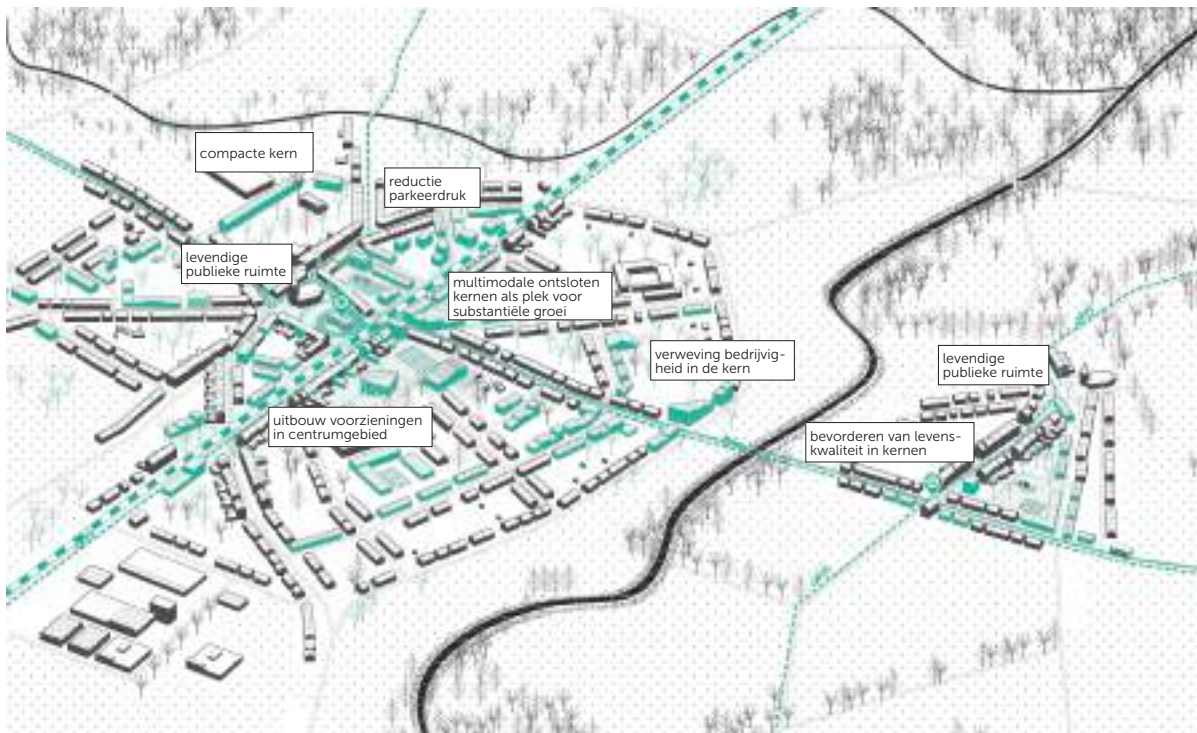 compacte kern
reductie
parkeerdruk
levendige
publieke ruimte
multimodale ontsloten
kernen als plek voor
substantiële groei
verweving bedrijvig-
heid in de kern
levendige
publieke ruimte
uitbouw voorzieningen
in centrumgebied
bevorderen van levens-
kwaliteit in kernen